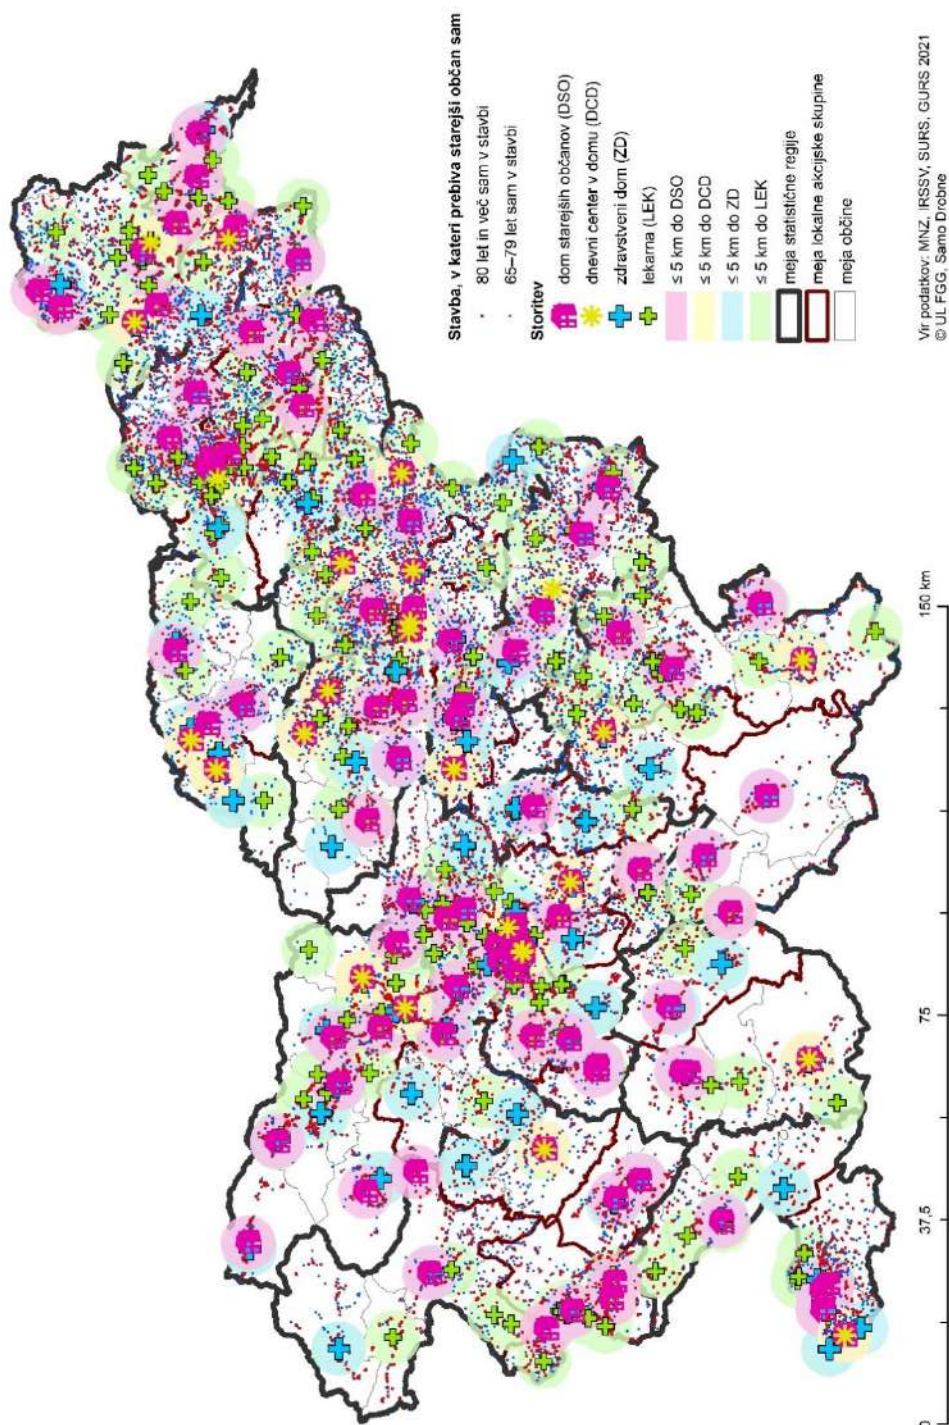 Stavba, v kateri prebiva starejši občan sam
80 let in več sam v stavbi
65–79 let sam v stavbi
Storitev
dom starejših občanov (DSO)
dnevni center v domu (DCD)
zdravstveni dom (ZD)
lekarna (LEK)
≤ 5 km do DSO
≤ 5 km do DCD
≤ 5 km do ZD
≤ 5 km do LEK
meja statistične regije
meja lokalne akcijske skupine
meja občine
0 37,5 75 150 km
Vir podatkov: MNZ, IRSSV, SURS, GURS 2021
© UL FGG, Samo Drobne